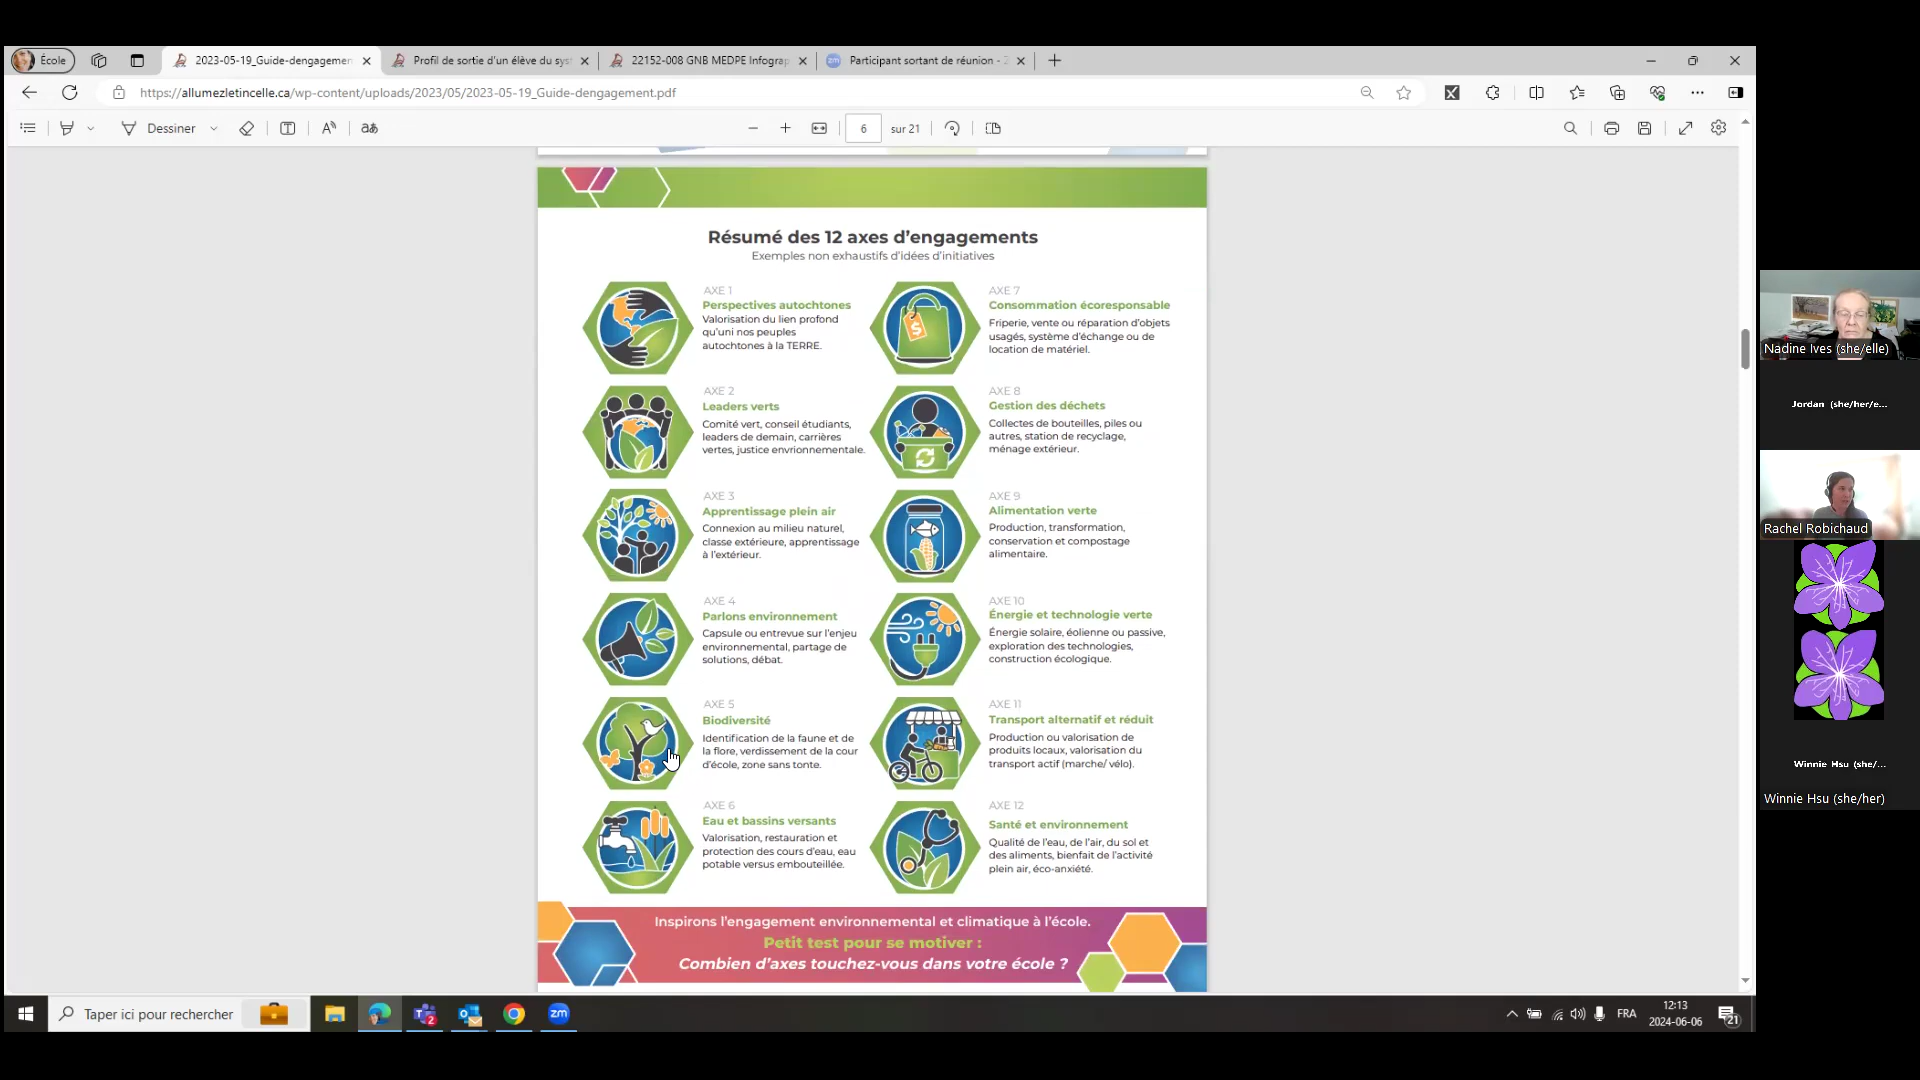 École
2023-05-19_Guide-dengagemen
Profil de sortie d'un élève du sys
22152-008 GNB MEDPE Infograp
Participant sortant de réunion - Z
https://allumezletincelle.ca/wp-content/uploads/2023/05/2023-05-19_Guide-dengagement.pdf
Dessiner
6
sur 21
Résumé des 12 axes d'engagements
Exemples non exhaustifs d'idées d'initiatives
AXE 1
Perspectives autochtones
Valorisation du lien profond
qu'uni nos peuples
autochtones à la TERRE.
AXE 2
Leaders verts
Comité vert, conseil étudiants,
leaders de demain, carrières
vertes, justice envrionnementale.
AXE 3
Apprentissage plein air
Connexion au milieu naturel,
classe extérieure, apprentissage
à l'extérieur.
AXE 4
Parlons environnement
Capsule ou entrevue sur l'enjeu
environnemental, partage de
solutions, débat.
AXE 5
Biodiversité
Identification de la faune et de
la flore, verdissement de la cour
d'école, zone sans tonte.
AXE 6
Eau et bassins versants
Valorisation, restauration et
protection des cours d'eau, eau
potable versus embouteillée.
AXE 7
Consommation écoresponsable
Friperie, vente ou réparation d'objets
usagés, système d'échange ou de
location de matériel.
AXE 8
Gestion des déchets
Collectes de bouteilles, piles ou
autres, station de recyclage,
ménage extérieur.
AXE 9
Alimentation verte
Production, transformation,
conservation et compostage
alimentaire.
AXE 10
Énergie et technologie verte
Énergie solaire, éolienne ou passive,
exploration des technologies,
construction écologique.
AXE 11
Transport alternatif et réduit
Production ou valorisation de
produits locaux, valorisation du
transport actif (marche/ vélo).
AXE 12
Santé et environnement
Qualité de l'eau, de l'air, du sol et
des aliments, bienfait de l'activité
plein air, éco-anxiété.
Inspirons l'engagement environnemental et climatique à l'école.
Petit test pour se motiver :
Combien d'axes touchez-vous dans votre école ?
Nadine Ives (she/elle)
Jordan (she/her/e...
Rachel Robichaud
Winnie Hsu (she/...
Winnie Hsu (she/her)
Taper ici pour rechercher
2
zm
FRA
12:13
2024-06-06
21